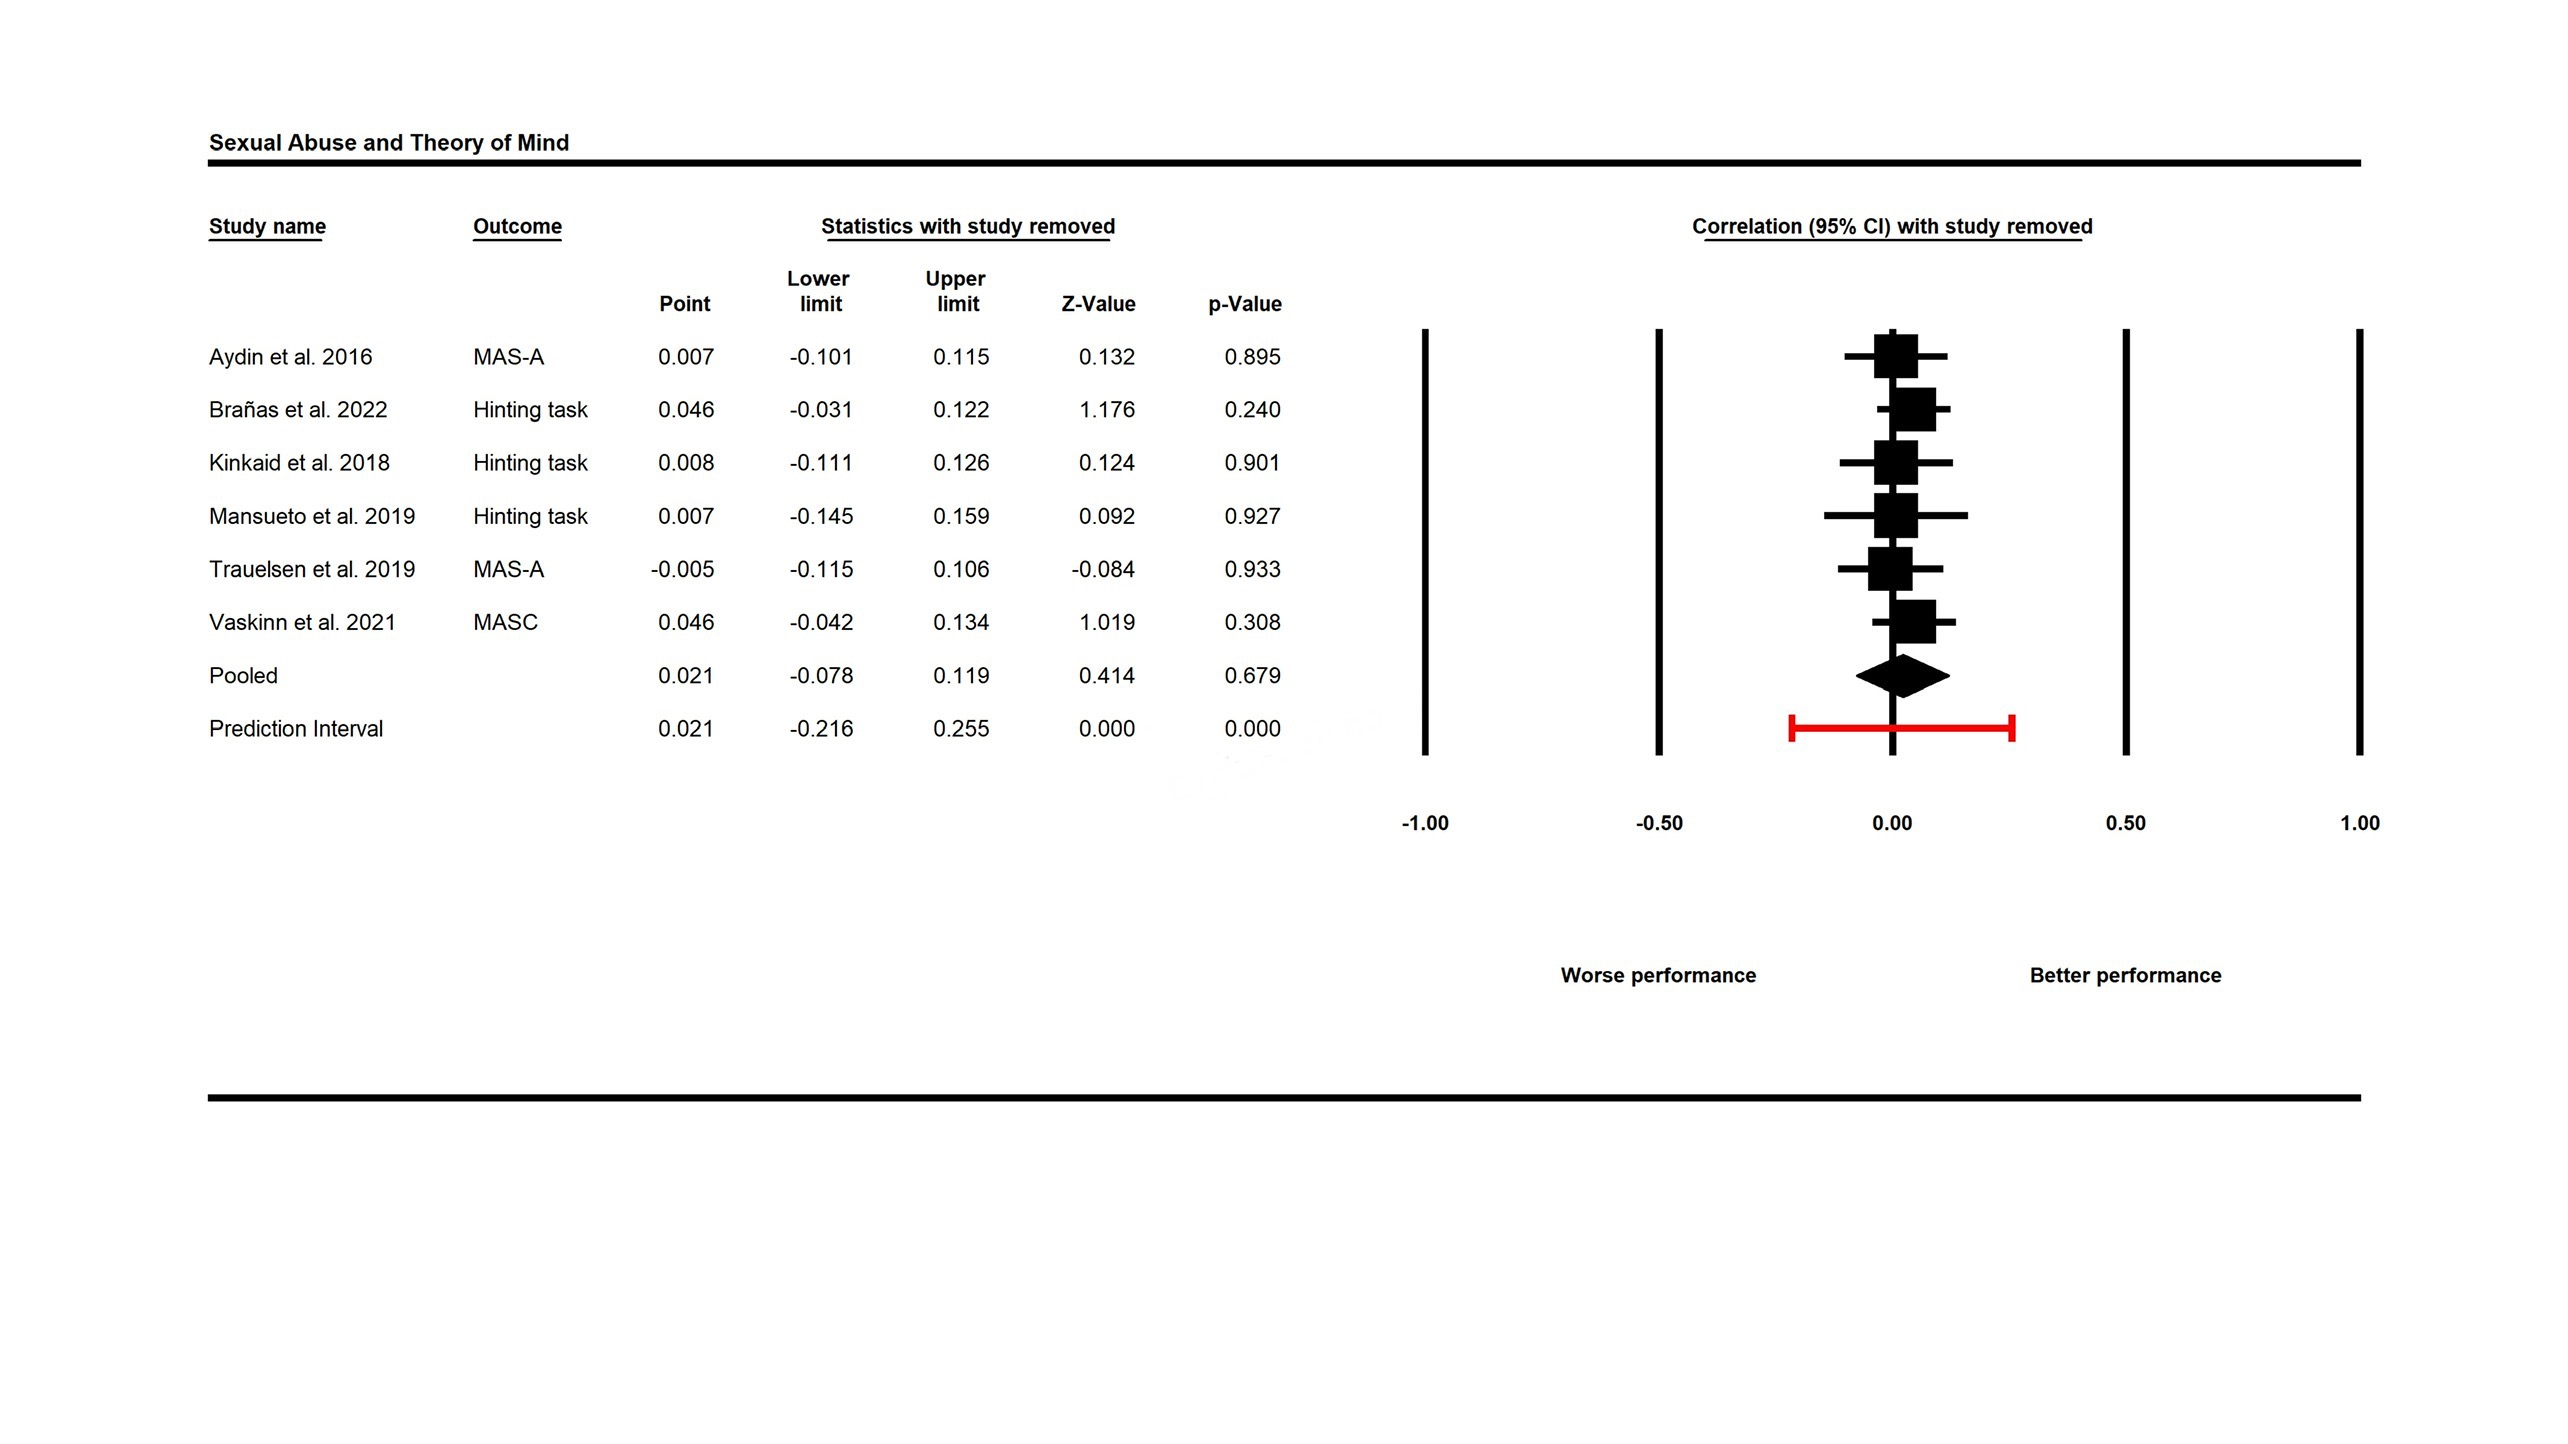 Sexual Abuse and Theory of Mind
Study name Outcome Statistics with study removed Correlation (95% CI) with study removed
Lower Upper
Point limit limit Z-Value p-Value
Aydin et al. 2016 MAS-A 0.007 -0.101 0.115 0.132 0.895
Brañas et al. 2022 Hinting task 0.046 -0.031 0.122 1.176 0.240
Kinkaid et al. 2018 Hinting task 0.008 -0.111 0.126 0.124 0.901
Mansueto et al. 2019 Hinting task 0.007 -0.145 0.159 0.092 0.927
Trauelsen et al. 2019 MAS-A -0.005 -0.115 0.106 -0.084 0.933
Vaskinn et al. 2021 MASC 0.046 -0.042 0.134 1.019 0.308
Pooled 0.021 -0.078 0.119 0.414 0.679
Prediction Interval 0.021 -0.216 0.255 0.000 0.000
-1.00 -0.50 0.00 0.50 1.00
Worse performance Better performance